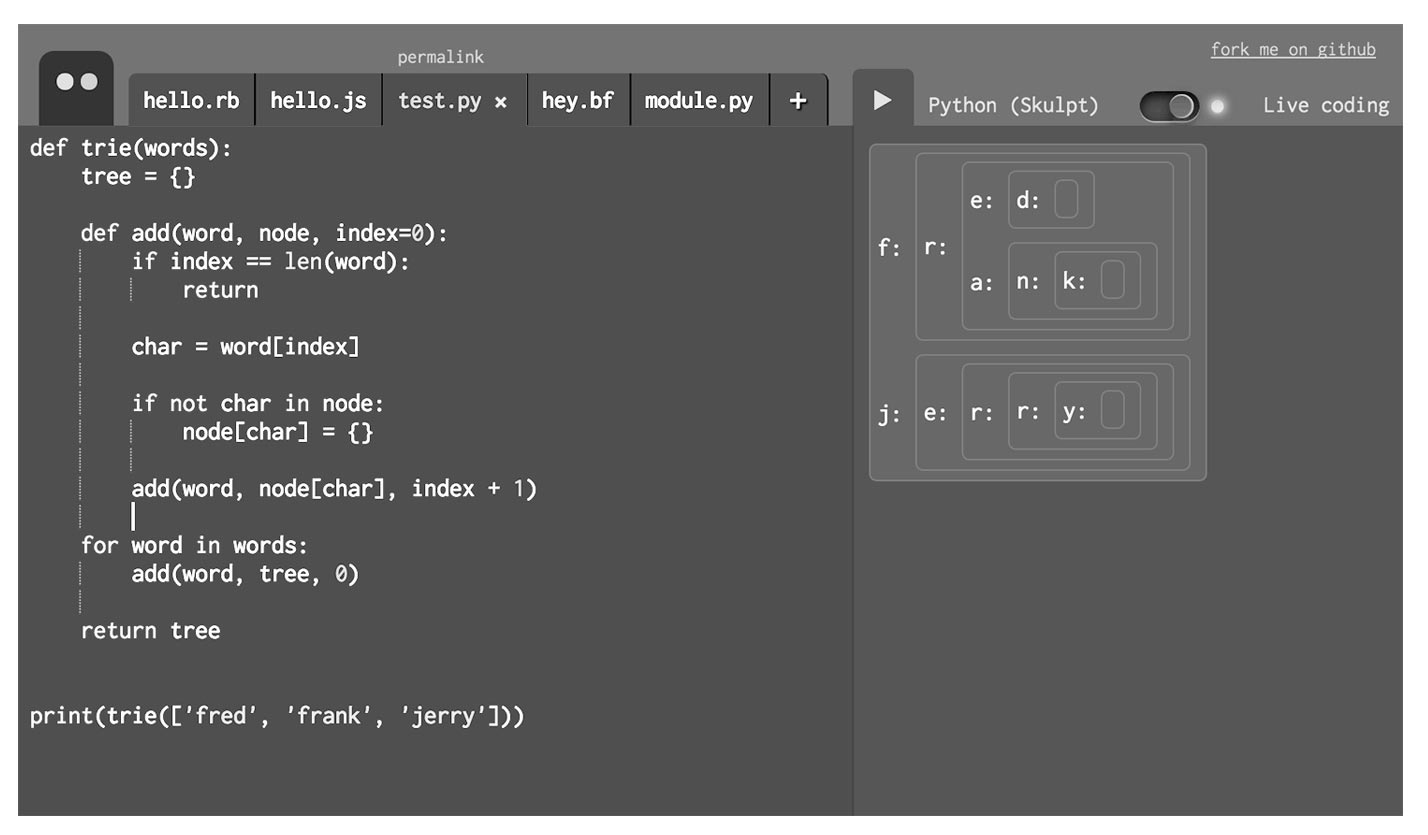 permalink
fork me on github
hello.rb hello.js test.py × hey.bf module.py +
Python (Skulpt) Live coding
def trie(words):
    tree = {}
    def add(word, node, index=0):
        if index == len(word):
            return
        char = word[index]
        if not char in node:
            node[char] = {}
        add(word, node[char], index + 1)
    for word in words:
        add(word, tree, 0)
    return tree
print(trie(['fred', 'frank', 'jerry']))
e: d:
f: r:
a: n: k:
j: e: r: r: y: